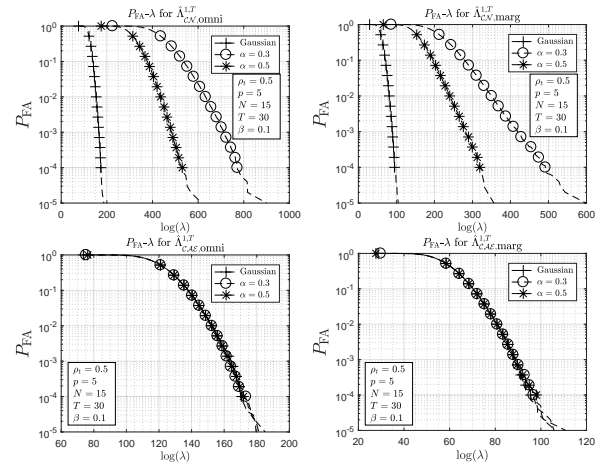 P_FA-λ for Λ̂^{1,T}_{CN,omni}
P_FA
10^0
10^-1
10^-2
10^-3
10^-4
10^-5
Gaussian
α = 0.3
α = 0.5
ρ_t = 0.5
p = 5
N = 15
T = 30
β = 0.1
0 200 400 600 800 1000
log(λ)
P_FA-λ for Λ̂^{1,T}_{CN,marg}
P_FA
10^0
10^-1
10^-2
10^-3
10^-4
10^-5
Gaussian
α = 0.3
α = 0.5
ρ_t = 0.5
p = 5
N = 15
T = 30
β = 0.1
0 100 200 300 400 500 600
log(λ)
P_FA-λ for Λ̂^{1,T}_{CAE,omni}
P_FA
10^0
10^-1
10^-2
10^-3
10^-4
10^-5
Gaussian
α = 0.3
α = 0.5
ρ_t = 0.5
p = 5
N = 15
T = 30
β = 0.1
60 80 100 120 140 160 180 200
log(λ)
P_FA-λ for Λ̂^{1,T}_{CAE,marg}
P_FA
10^0
10^-1
10^-2
10^-3
10^-4
10^-5
Gaussian
α = 0.3
α = 0.5
ρ_t = 0.5
p = 5
N = 15
T = 30
β = 0.1
20 40 60 80 100 120
log(λ)